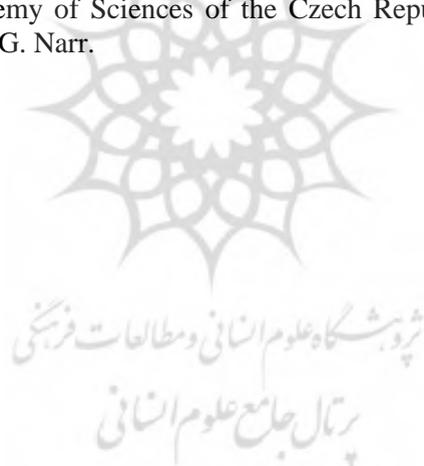 emy of Sciences of the Czech Repu
G. Narr.
پژوهشگاه علوم انسانی و مطالعات فرهنگی
پرتال جامع علوم انسانی